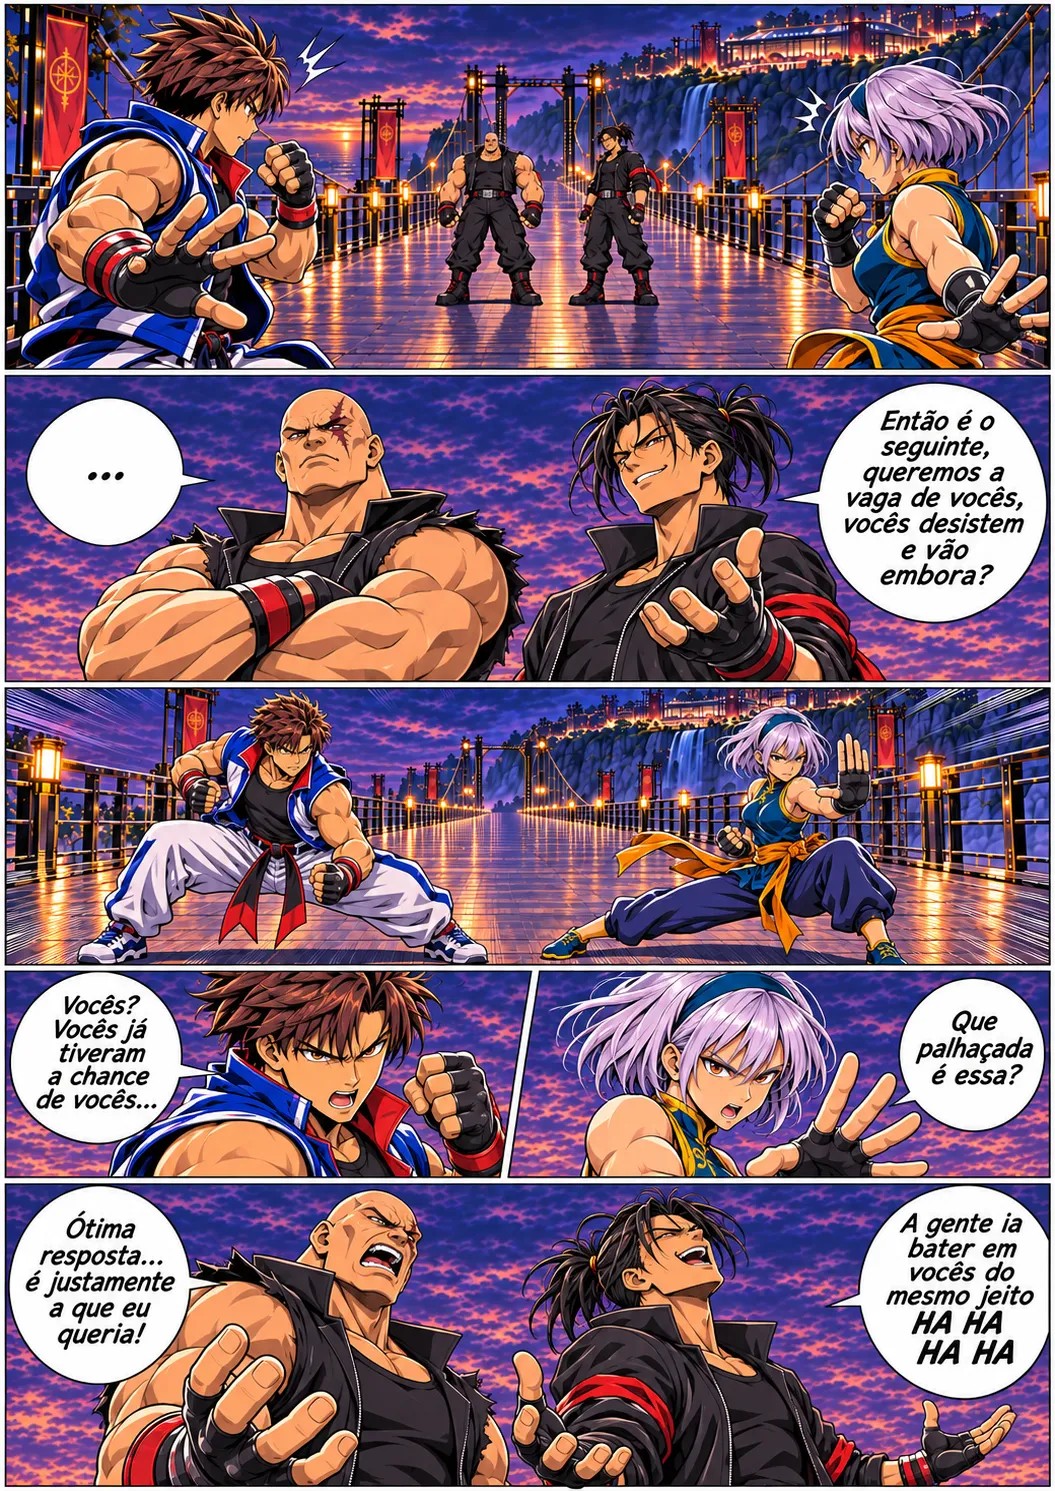 ...
Então é o
seguinte,
queremos a
vaga de vocês,
vocês desistem
e vão
embora?
Vocês?
Vocês já
tiveram
a chance
de vocês...
Que
palhaçada
é essa?
Ótima
resposta...
é justamente
a que eu
queria!
A gente ia
bater em
vocês do
mesmo jeito
HA HA
HA HA